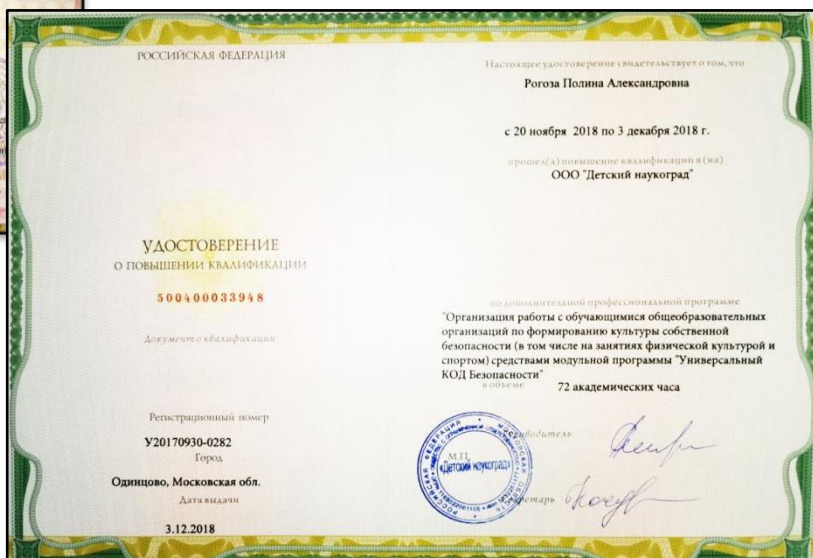 РОССИЙСКАЯ ФЕДЕРАЦИЯ
УДОСТОВЕРЕНИЕ
О ПОВЫШЕНИИ КВАЛИФИКАЦИИ
500400033948
Документ о квалификации
Регистрационный номер
У20170930-0282
Город
Одинцово, Московская обл.
Дата выдачи
3.12.2018
Настоящее удостоверение свидетельствует о том, что
Рогоза Полина Александровна
с 20 ноября 2018 по 3 декабря 2018 г.
прошел(а) повышение квалификации в (на)
ООО "Детский наукоград"
по дополнительной профессиональной программе
"Организация работы с обучающимися общеобразовательных
организаций по формированию культуры собственной
безопасности (в том числе на занятиях физической культурой и
спортом) средствами модульной программы "Универсальный
КОД Безопасности"
в объеме 72 академических часа
Руководитель
М.П.
«Детский наукоград»
Секретарь